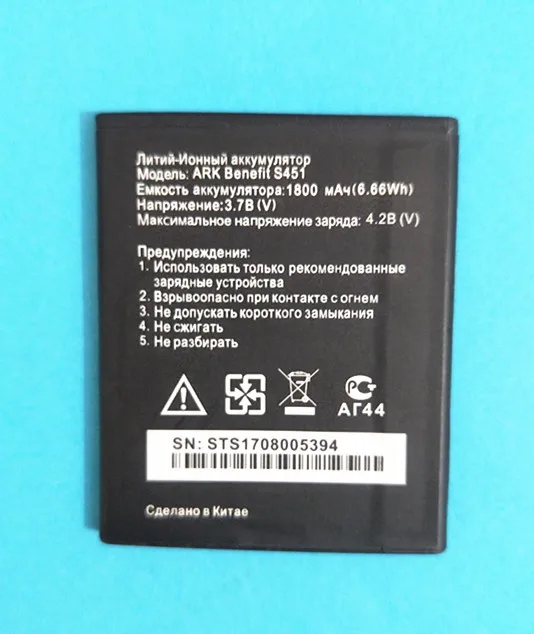 Литий-Ионный аккумулятор
Модель: ARK Benefit S451
Емкость аккумулятора:1800 мАч(6.66Wh)
Напряжение:3.7В (V)
Максимальное напряжение заряда: 4.2В (V)
Предупреждения:
1. Использовать только рекомендованные
зарядные устройства
2. Взрывоопасно при контакте с огнем
3. Не допускать короткого замыкания
4. Не сжигать
5. Не разбирать
АГ44
SN: STS1708005394
Сделано в Китае